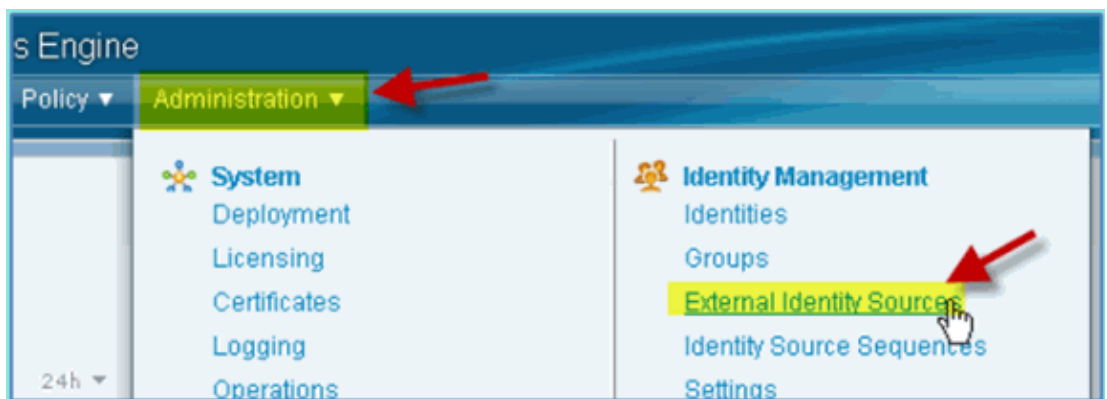 s Engine
Policy ▼ Administration ▼
System
Deployment
Licensing
Certificates
Logging
Operations
Identity Management
Identities
Groups
External Identity Sources
Identity Source Sequences
Settings
24h ▼